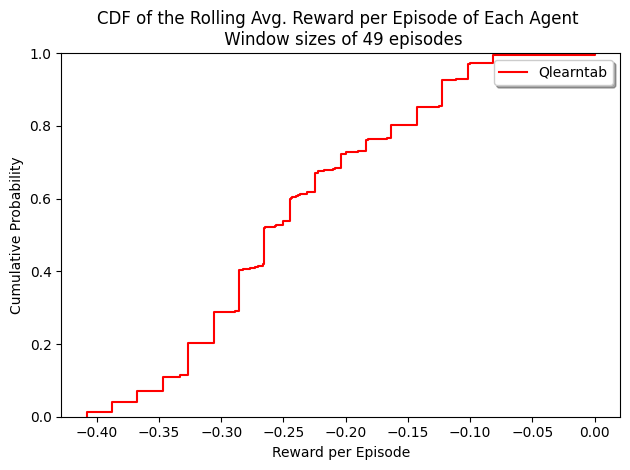 CDF of the Rolling Avg. Reward per Episode of Each Agent
Window sizes of 49 episodes
Qlearntab
Cumulative Probability
1.0
0.8
0.6
0.4
0.2
0.0
−0.40 −0.35 −0.30 −0.25 −0.20 −0.15 −0.10 −0.05 0.00
Reward per Episode